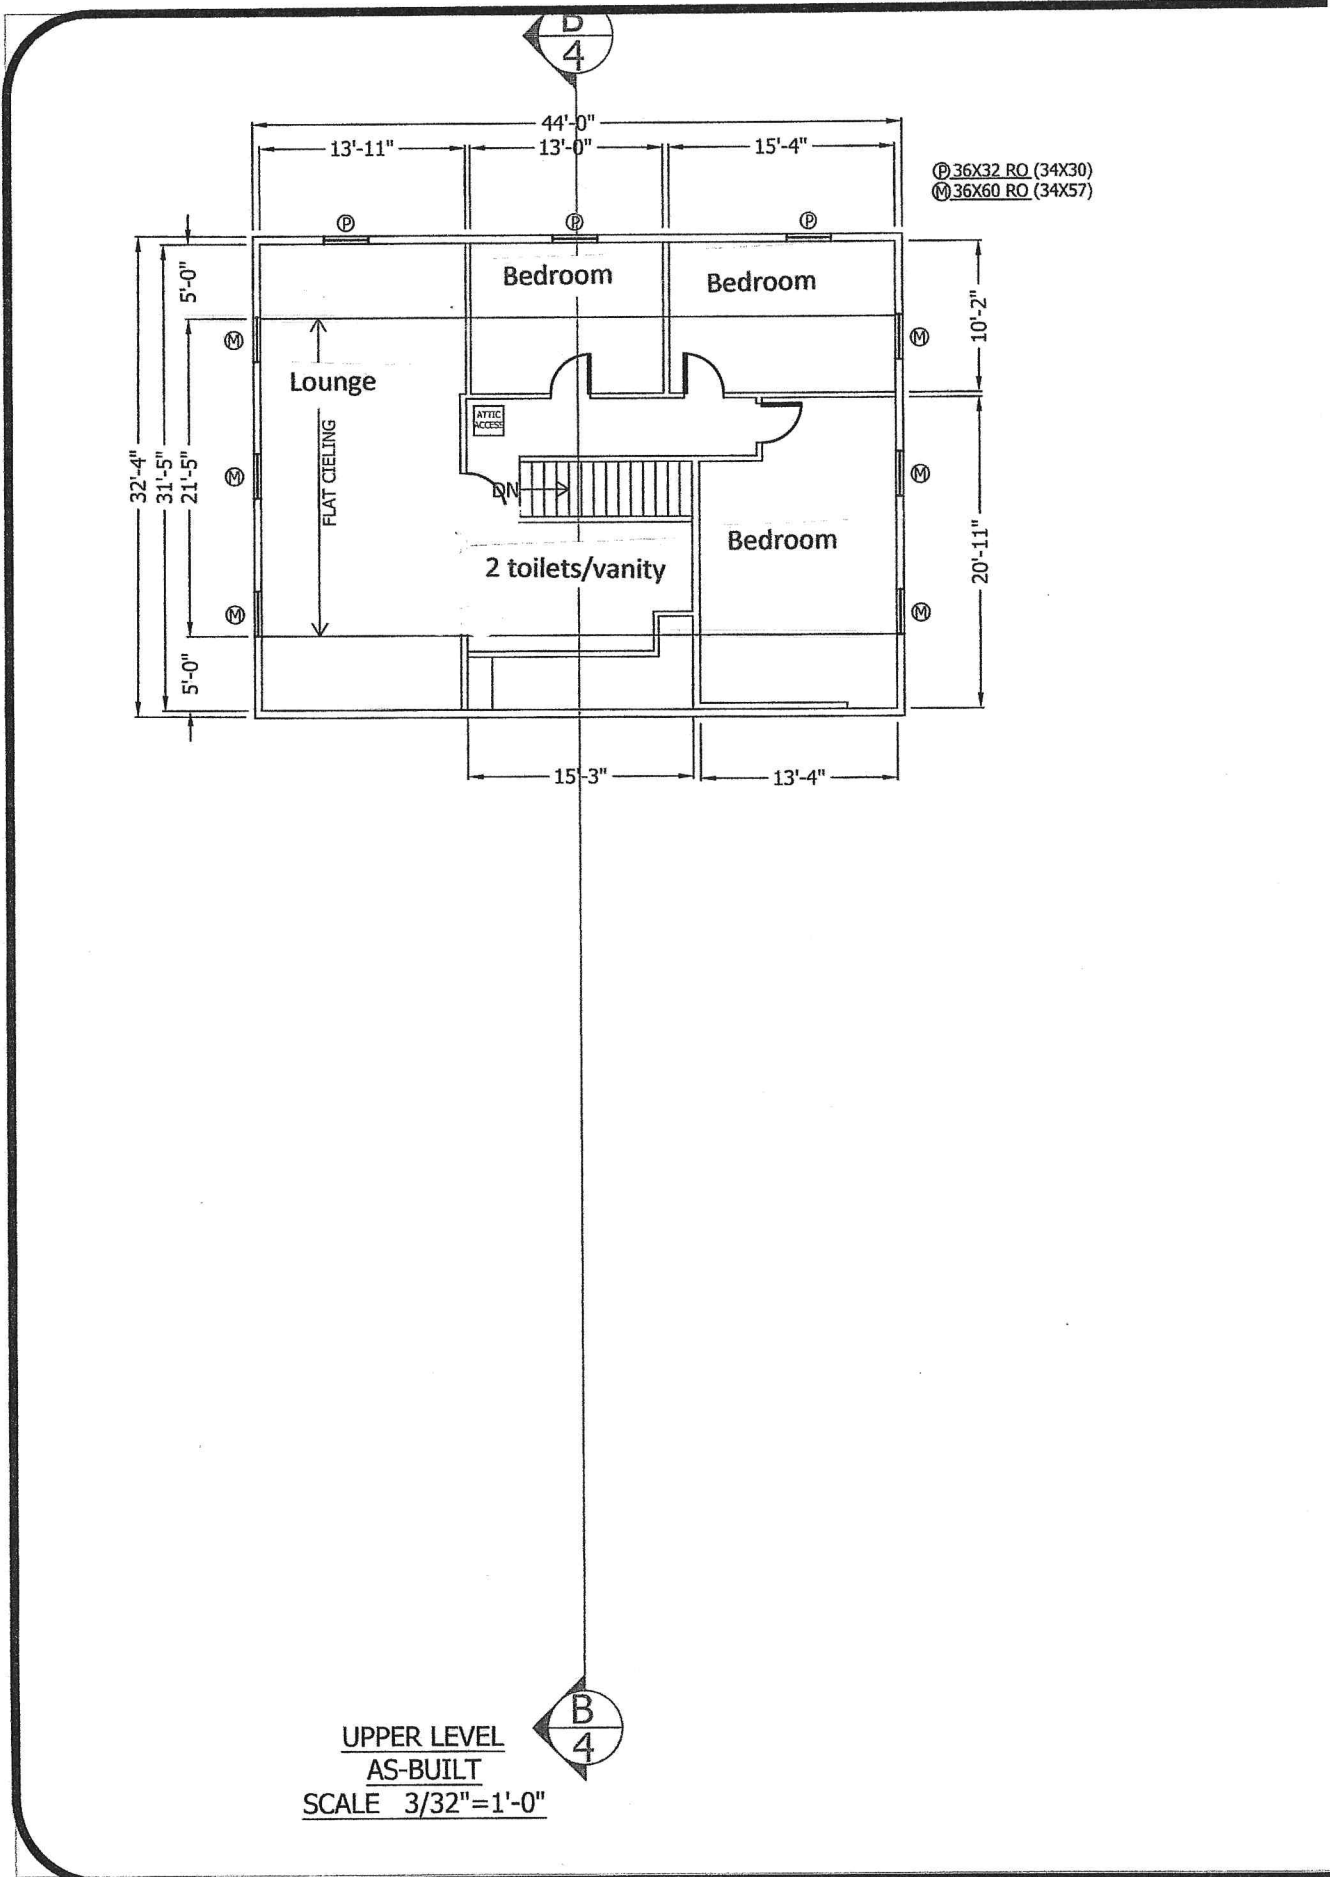 B
4
44'-0"
13'-11" 13'-0" 15'-4"
Ⓟ 36X32 RO (34X30)
Ⓜ 36X60 RO (34X57)
Ⓟ Ⓟ Ⓟ
5'-0"
Bedroom Bedroom
10'-2"
Ⓜ Ⓜ
Lounge
ATTIC
ACCESS
FLAT CIELING
32'-4"
31'-5"
21'-5"
Ⓜ Ⓜ
DN
Bedroom
20'-11"
2 toilets/vanity
Ⓜ Ⓜ
5'-0"
15'-3" 13'-4"
B
4
UPPER LEVEL
AS-BUILT
SCALE 3/32"=1'-0"